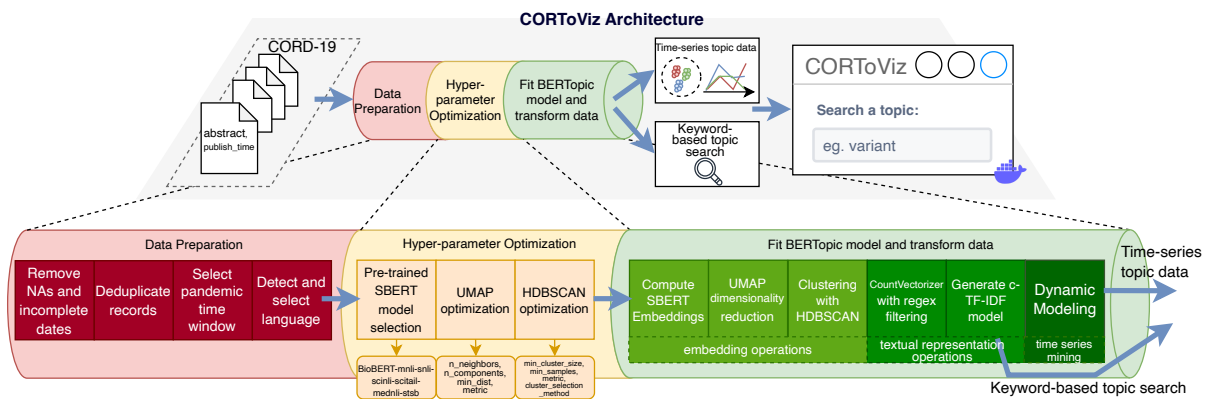 CORToViz Architecture
CORD-19
abstract,
publish_time
Data
Preparation
Hyper-
parameter
Optimization
Fit BERTopic
model and
transform data
Time-series topic data
Keyword-
based topic
search
CORToViz
Search a topic:
eg. variant
Data Preparation
Remove
NAs and
incomplete
dates
Deduplicate
records
Select
pandemic
time
window
Detect and
select
language
Hyper-parameter Optimization
Pre-trained
SBERT
model
selection
UMAP
optimization
HDBSCAN
optimization
BioBERT-mnli-snli-
scinli-scitail-
mednli-stsb
n_neighbors,
n_components,
min_dist,
metric
min_cluster_size,
min_samples,
metric,
cluster_selection
_method
Fit BERTopic model and transform data
Compute
SBERT
Embeddings
UMAP
dimensionality
reduction
Clustering
with
HDBSCAN
CountVectorizer
with regex
filtering
Generate c-
TF-IDF
model
Dynamic
Modeling
embedding operations
textual representation
operations
time series
mining
Time-series
topic data
Keyword-based topic search